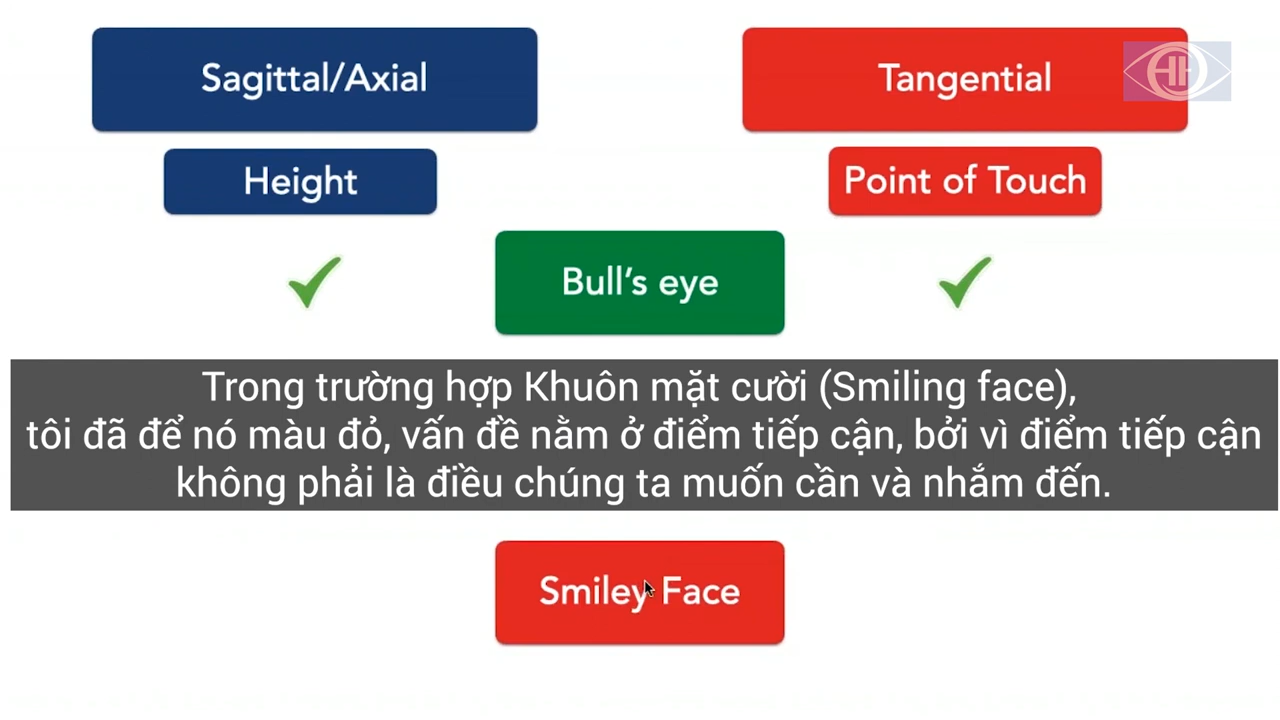 Sagittal/Axial
Tangential
Height
Point of Touch
Bull's eye
Trong trường hợp Khuôn mặt cười (Smiling face),
tôi đã để nó màu đỏ, vấn đề nằm ở điểm tiếp cận, bởi vì điểm tiếp cận
không phải là điều chúng ta muốn cần và nhắm đến.
Smiley Face